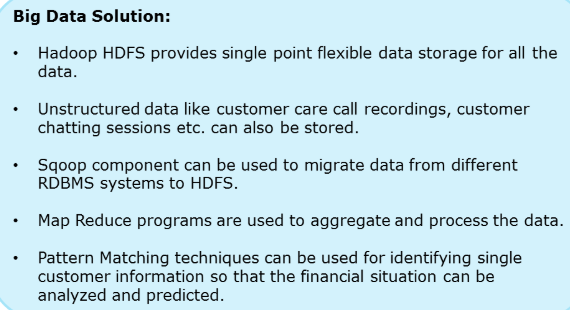 Big Data Solution:
• Hadoop HDFS provides single point flexible data storage for all the
data.
• Unstructured data like customer care call recordings, customer
chatting sessions etc. can also be stored.
• Sqoop component can be used to migrate data from different
RDBMS systems to HDFS.
• Map Reduce programs are used to aggregate and process the data.
• Pattern Matching techniques can be used for identifying single
customer information so that the financial situation can be
analyzed and predicted.